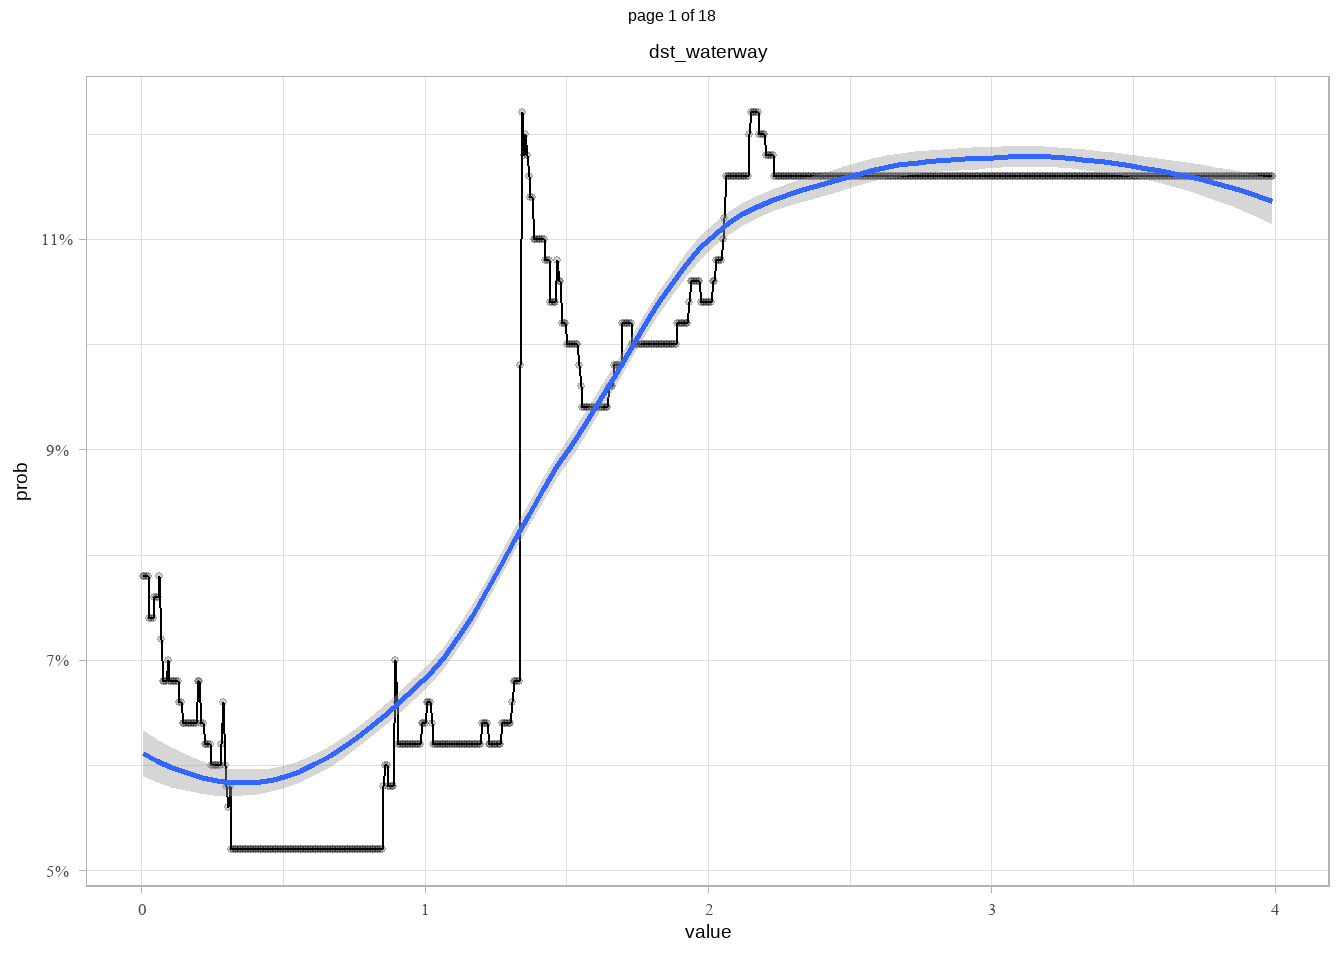 page 1 of 18
dst_waterway
11%
9%
7%
5%
prob
0 1 2 3 4
value